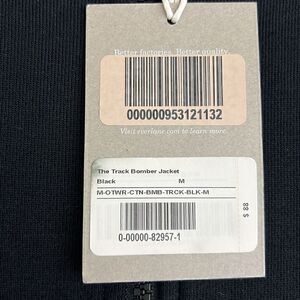 Better factories. Better quality.
000000953121132
Visit everlane.com to learn more.
The Track Bomber Jacket
Black M
M-OTWR-CTN-BMB-TRCK-BLK-M
0-00000-82957-1
$ 88